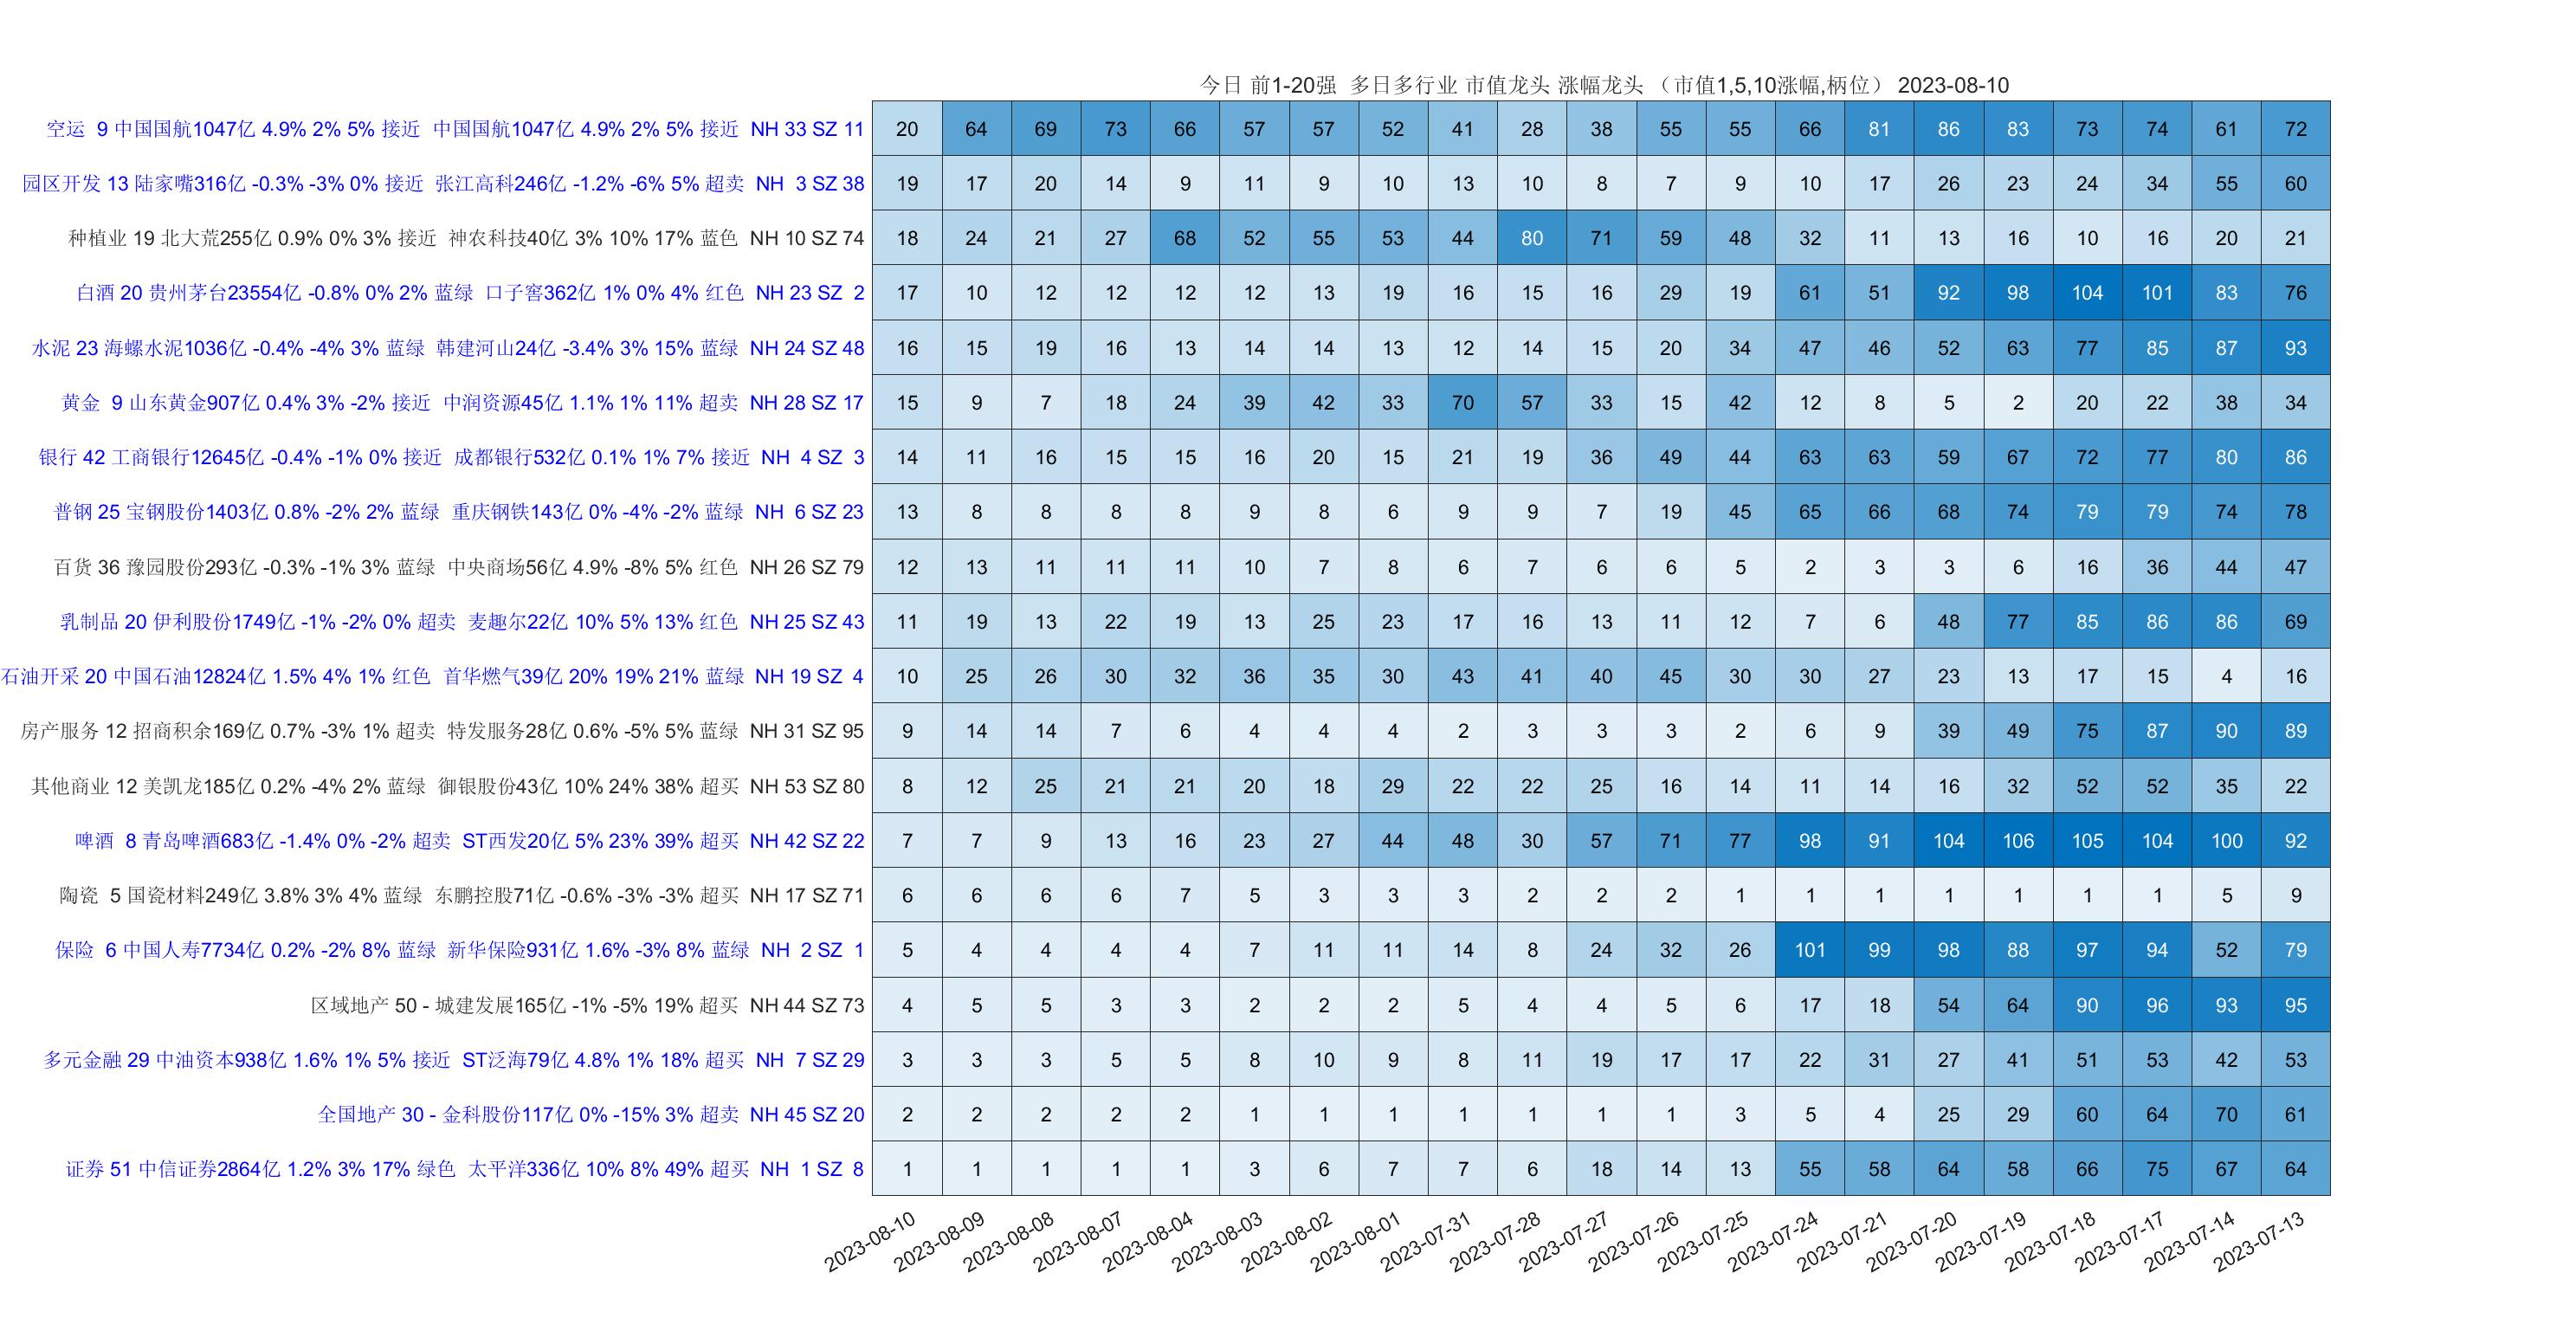 今日 前1-20强 多日多行业 市值龙头 涨幅龙头 （市值1,5,10涨幅,柄位） 2023-08-10
空运 9 中国国航1047亿 4.9% 2% 5% 接近 中国国航1047亿 4.9% 2% 5% 接近 NH 33 SZ 11 20 64 69 73 66 57 57 52 41 28 38 55 55 66 81 86 83 73 74 61 72
园区开发 13 陆家嘴316亿 -0.3% -3% 0% 接近 张江高科246亿 -1.2% -6% 5% 超卖 NH 3 SZ 38 19 17 20 14 9 11 9 10 13 10 8 7 9 10 17 26 23 24 34 55 60
种植业 19 北大荒255亿 0.9% 0% 3% 接近 神农科技40亿 3% 10% 17% 蓝色 NH 10 SZ 74 18 24 21 27 68 52 55 53 44 80 71 59 48 32 11 13 16 10 16 20 21
白酒 20 贵州茅台23554亿 -0.8% 0% 2% 蓝绿 口子窖362亿 1% 0% 4% 红色 NH 23 SZ 2 17 10 12 12 12 12 13 19 16 15 16 29 19 61 51 92 98 104 101 83 76
水泥 23 海螺水泥1036亿 -0.4% -4% 3% 蓝绿 韩建河山24亿 -3.4% 3% 15% 蓝绿 NH 24 SZ 48 16 15 19 16 13 14 14 13 12 14 15 20 34 47 46 52 63 77 85 87 93
黄金 9 山东黄金907亿 0.4% 3% -2% 接近 中润资源45亿 1.1% 1% 11% 超卖 NH 28 SZ 17 15 9 7 18 24 39 42 33 70 57 33 15 42 12 8 5 2 20 22 38 34
银行 42 工商银行12645亿 -0.4% -1% 0% 接近 成都银行532亿 0.1% 1% 7% 接近 NH 4 SZ 3 14 11 16 15 15 16 20 15 21 19 36 49 44 63 63 59 67 72 77 80 86
普钢 25 宝钢股份1403亿 0.8% -2% 2% 蓝绿 重庆钢铁143亿 0% -4% -2% 蓝绿 NH 6 SZ 23 13 8 8 8 8 9 8 6 9 9 7 19 45 65 66 68 74 79 79 74 78
百货 36 豫园股份293亿 -0.3% -1% 3% 蓝绿 中央商场56亿 4.9% -8% 5% 红色 NH 26 SZ 79 12 13 11 11 11 10 7 8 6 7 6 6 5 2 3 3 6 16 36 44 47
乳制品 20 伊利股份1749亿 -1% -2% 0% 超卖 麦趣尔22亿 10% 5% 13% 红色 NH 25 SZ 43 11 19 13 22 19 13 25 23 17 16 13 11 12 7 6 48 77 85 86 86 69
石油开采 20 中国石油12824亿 1.5% 4% 1% 红色 首华燃气39亿 20% 19% 21% 蓝绿 NH 19 SZ 4 10 25 26 30 32 36 35 30 43 41 40 45 30 30 27 23 13 17 15 4 16
房产服务 12 招商积余169亿 0.7% -3% 1% 超卖 特发服务28亿 0.6% -5% 5% 蓝绿 NH 31 SZ 95 9 14 14 7 6 4 4 4 2 3 3 3 2 6 9 39 49 75 87 90 89
其他商业 12 美凯龙185亿 0.2% -4% 2% 蓝绿 御银股份43亿 10% 24% 38% 超买 NH 53 SZ 80 8 12 25 21 21 20 18 29 22 22 25 16 14 11 14 16 32 52 52 35 22
啤酒 8 青岛啤酒683亿 -1.4% 0% -2% 超卖 ST西发20亿 5% 23% 39% 超买 NH 42 SZ 22 7 7 9 13 16 23 27 44 48 30 57 71 77 98 91 104 106 105 104 100 92
陶瓷 5 国瓷材料249亿 3.8% 3% 4% 蓝绿 东鹏控股71亿 -0.6% -3% -3% 超买 NH 17 SZ 71 6 6 6 6 7 5 3 3 3 2 2 2 1 1 1 1 1 1 1 5 9
保险 6 中国人寿7734亿 0.2% -2% 8% 蓝绿 新华保险931亿 1.6% -3% 8% 蓝绿 NH 2 SZ 1 5 4 4 4 4 7 11 11 14 8 24 32 26 101 99 98 88 97 94 52 79
区域地产 50 - 城建发展165亿 -1% -5% 19% 超买 NH 44 SZ 73 4 5 5 3 3 2 2 2 5 4 4 5 6 17 18 54 64 90 96 93 95
多元金融 29 中油资本938亿 1.6% 1% 5% 接近 ST泛海79亿 4.8% 1% 18% 超买 NH 7 SZ 29 3 3 3 5 5 8 10 9 8 11 19 17 17 22 31 27 41 51 53 42 53
全国地产 30 - 金科股份117亿 0% -15% 3% 超卖 NH 45 SZ 20 2 2 2 2 2 1 1 1 1 1 1 1 3 5 4 25 29 60 64 70 61
证券 51 中信证券2864亿 1.2% 3% 17% 绿色 太平洋336亿 10% 8% 49% 超买 NH 1 SZ 8 1 1 1 1 1 3 6 7 7 6 18 14 13 55 58 64 58 66 75 67 64
2023-08-10 2023-08-09 2023-08-08 2023-08-07 2023-08-04 2023-08-03 2023-08-02 2023-08-01 2023-07-31 2023-07-28 2023-07-27 2023-07-26 2023-07-25 2023-07-24 2023-07-21 2023-07-20 2023-07-19 2023-07-18 2023-07-17 2023-07-14 2023-07-13